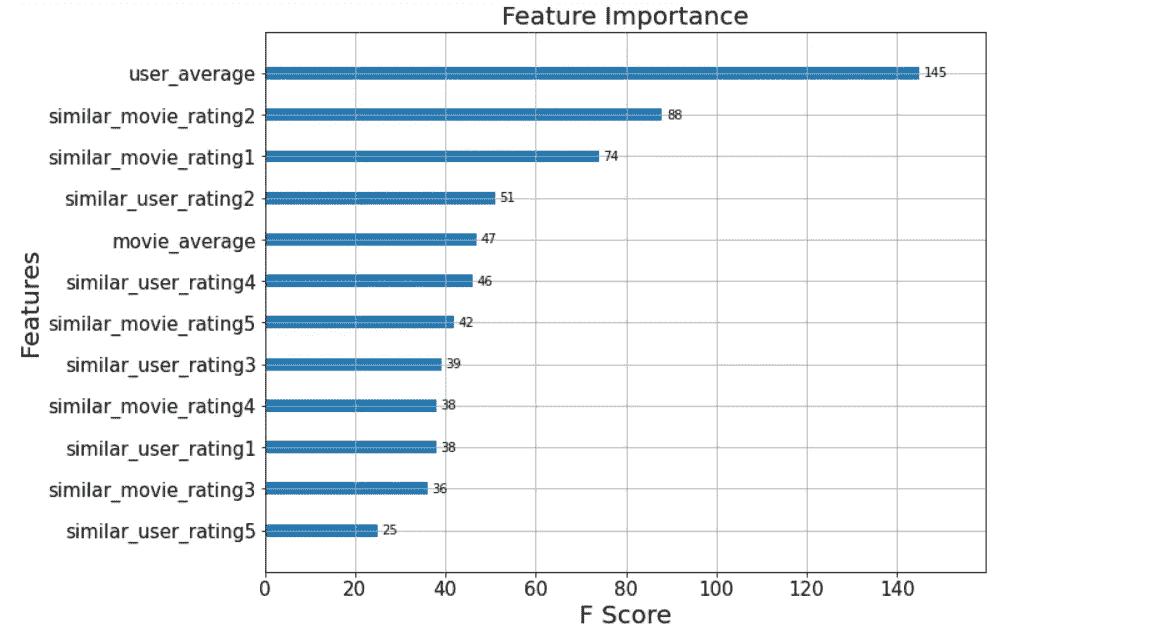 Feature Importance
user_average 145
similar_movie_rating2 88
similar_movie_rating1 74
similar_user_rating2 51
movie_average 47
similar_user_rating4 46
similar_movie_rating5 42
similar_user_rating3 39
similar_movie_rating4 38
similar_user_rating1 38
similar_movie_rating3 36
similar_user_rating5 25
Features
0 20 40 60 80 100 120 140
F Score